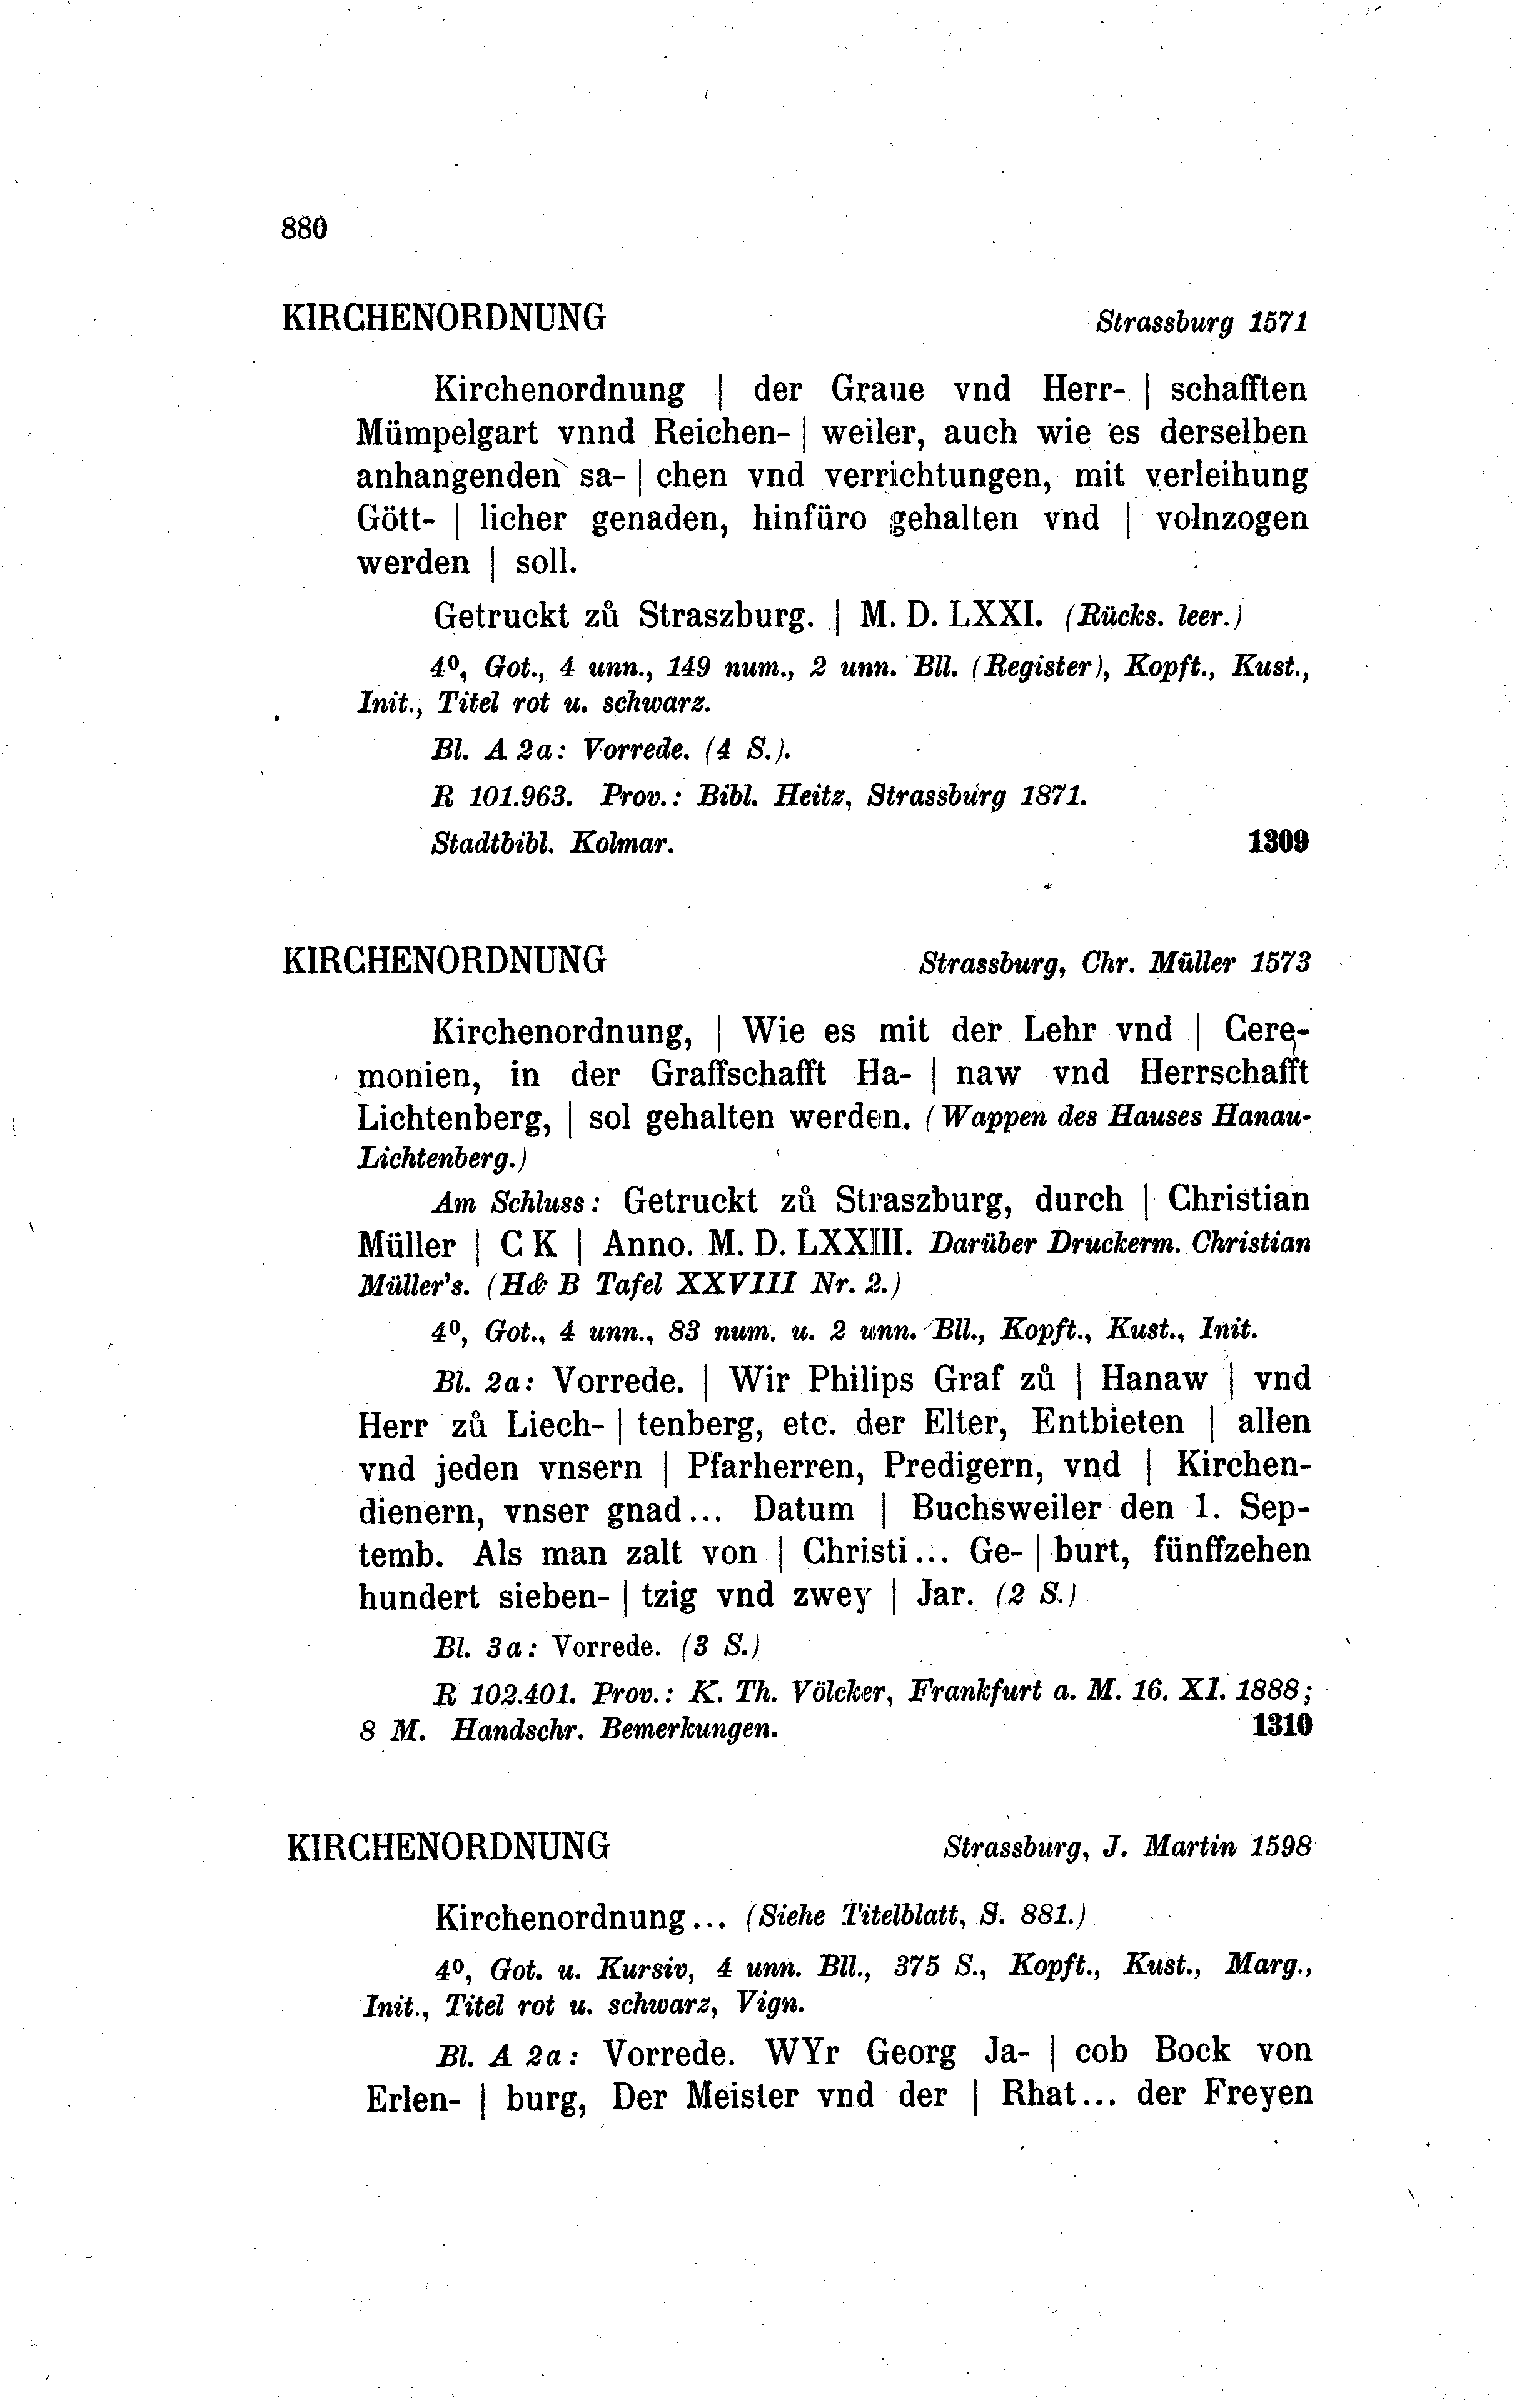 880
KIRCHENORDNUNG Strassburg 1571
Kirchenordnung | der Graue vnd Herr- | schafften
Mümpelgart vnnd Reichen- | weiler, auch wie es derselben
anhangenden sa- | chen vnd verrichtungen, mit verleihung
Gött- | licher genaden, hinfüro gehalten vnd | volnzogen
werden | soll.
Getruckt zů Straszburg. | M. D. LXXI. (Rücks. leer.)
4⁰, Got., 4 unn., 149 num., 2 unn. Bll. (Register), Kopft., Kust.,
Init., Titel rot u. schwarz.
Bl. A 2a: Vorrede. (4 S.).
R 101.963. Prov.: Bibl. Heitz, Strassburg 1871.
Stadtbibl. Kolmar. 1309
KIRCHENORDNUNG Strassburg, Chr. Müller 1573
Kirchenordnung, | Wie es mit der Lehr vnd | Cere-
monien, in der Graffschafft Ha- | naw vnd Herrschafft
Lichtenberg, | sol gehalten werden. (Wappen des Hauses Hanau-
Lichtenberg.)
Am Schluss: Getruckt zů Straszburg, durch | Christian
Müller | C K | Anno. M. D. LXXIII. Darüber Druckerm. Christian
Müller's. (H& B Tafel XXVIII Nr. 2.)
4⁰, Got., 4 unn., 83 num. u. 2 unn. Bll., Kopft., Kust., Init.
Bl. 2a: Vorrede. | Wir Philips Graf zů | Hanaw | vnd
Herr zů Liech- | tenberg, etc. der Elter, Entbieten | allen
vnd jeden vnsern | Pfarherren, Predigern, vnd | Kirchen-
dienern, vnser gnad... Datum | Buchsweiler den 1. Sep-
temb. Als man zalt von | Christi... Ge- | burt, fünffzehen
hundert sieben- | tzig vnd zwey | Jar. (2 S.)
Bl. 3a: Vorrede. (3 S.)
R 102.401. Prov.: K. Th. Völcker, Frankfurt a. M. 16. XI. 1888;
8 M. Handschr. Bemerkungen. 1310
KIRCHENORDNUNG Strassburg, J. Martin 1598
Kirchenordnung... (Siehe Titelblatt, S. 881.)
4⁰, Got. u. Kursiv, 4 unn. Bll., 375 S., Kopft., Kust., Marg.,
Init., Titel rot u. schwarz, Vign.
Bl. A 2a: Vorrede. WYr Georg Ja- | cob Bock von
Erlen- | burg, Der Meister vnd der | Rhat... der Freyen